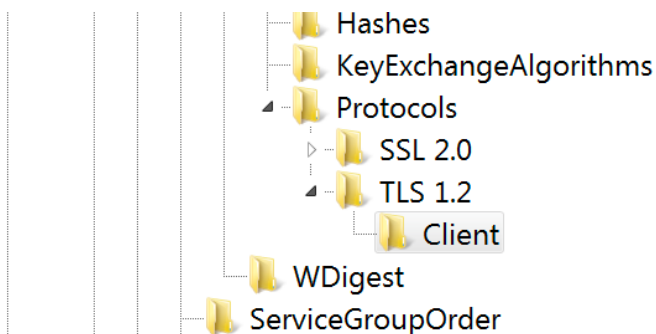 Hashes
KeyExchangeAlgorithms
Protocols
SSL 2.0
TLS 1.2
Client
WDigest
ServiceGroupOrder